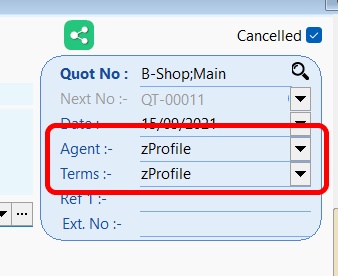 Cancelled
Quot No : B-Shop;Main
Next No :- QT-00011
Date :- 15/09/2021
Agent :- zProfile
Terms :- zProfile
Ref 1 :-
Ext. No :-
...